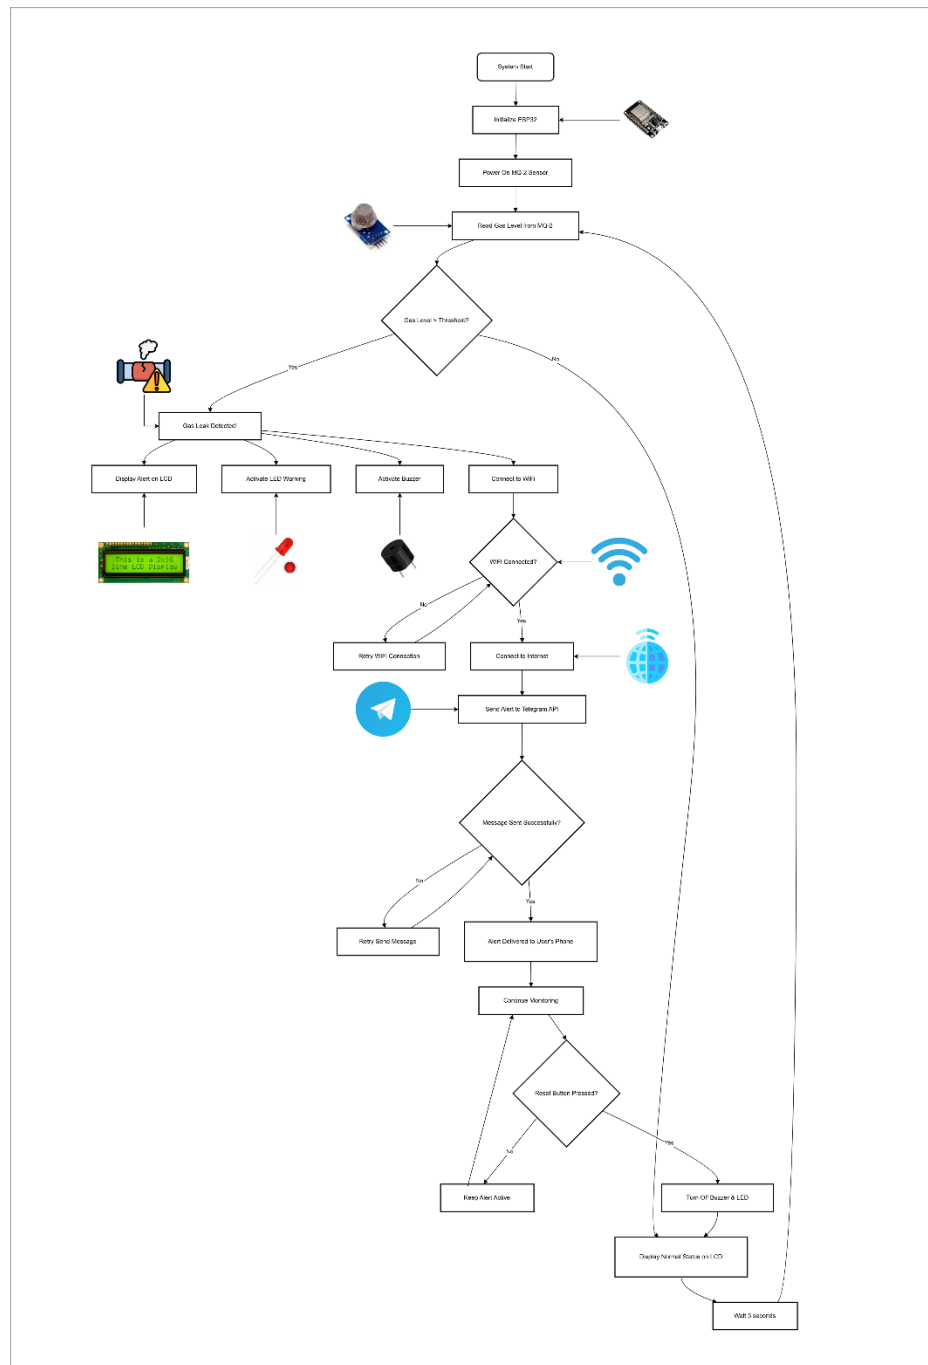 System Start
Initialize ESP32
Power On MQ-2 Sensor
Read Gas Level from MQ-2
Gas Level > Threshold?
Yes
No
Gas Leak Detected!
Display Alert on LCD
Activate LED Warning
Activate Buzzer
Connect to WiFi
This is a 2x16
line LCD Display
WiFi Connected?
No
Yes
Retry WiFi Connection
Connect to Internet
Send Alert to Telegram API
Message Sent Successfully?
No
Yes
Retry Send Message
Alert Delivered to User's Phone
Continue Monitoring
Reset Button Pressed?
No
Yes
Keep Alert Active
Turn Off Buzzer & LED
Display Normal Status on LCD
Wait 5 seconds